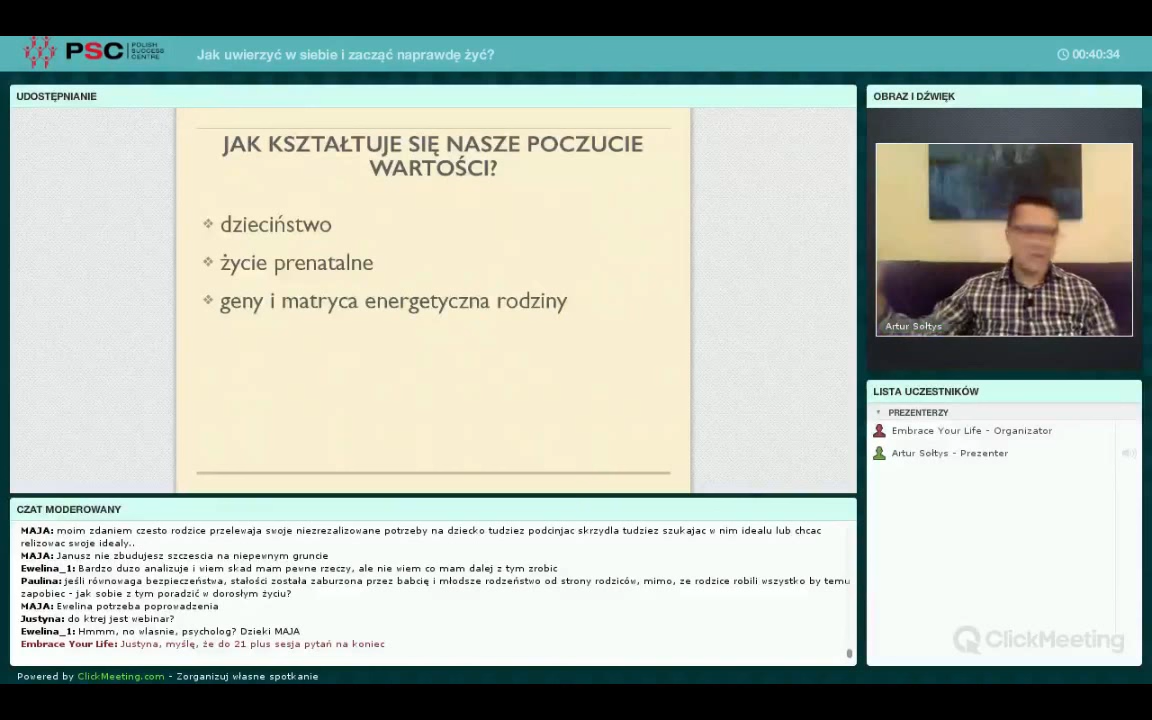 PSC POLISH SUCCESS CENTRE
Jak uwierzyć w siebie i zacząć naprawdę żyć?
00:40:34
UDOSTĘPNIANIE
JAK KSZTAŁTUJE SIĘ NASZE POCZUCIE
WARTOŚCI?
dzieciństwo
życie prenatalne
geny i matryca energetyczna rodziny
OBRAZ I DŹWIĘK
Artur Sołtys
LISTA UCZESTNIKÓW
PREZENTERZY
Embrace Your Life - Organizator
Artur Sołtys - Prezenter
CZAT MODEROWANY
MAJA: moim zdaniem czesto rodzice przelewaja swoje niezrezalizowane potrzeby na dziecko tudziez podcinjac skrzydla tudziez szukajac w nim idealu lub chcac
relizowac swoje idealy..
MAJA: Janusz nie zbudujesz szczescia na niepewnym gruncie
Ewelina_1: Bardzo duzo analizuje i wiem skad mam pewne rzeczy, ale nie wiem co mam dalej z tym zrobic
Paulina: jeśli równowaga bezpieczeństwa, stałości została zaburzona przez babcię i młodsze rodzeństwo od strony rodziców, mimo, ze rodzice robili wszystko by temu
zapobiec - jak sobie z tym poradzić w dorosłym życiu?
MAJA: Ewelina potrzeba poprowadzenia
Justyna: do ktrej jest webinar?
Ewelina_1: Hmmm, no wlasnie, psycholog? Dzieki MAJA
Embrace Your Life: Justyna, myślę, że do 21 plus sesja pytań na koniec
ClickMeeting
Powered by ClickMeeting.com - Zorganizuj własne spotkanie